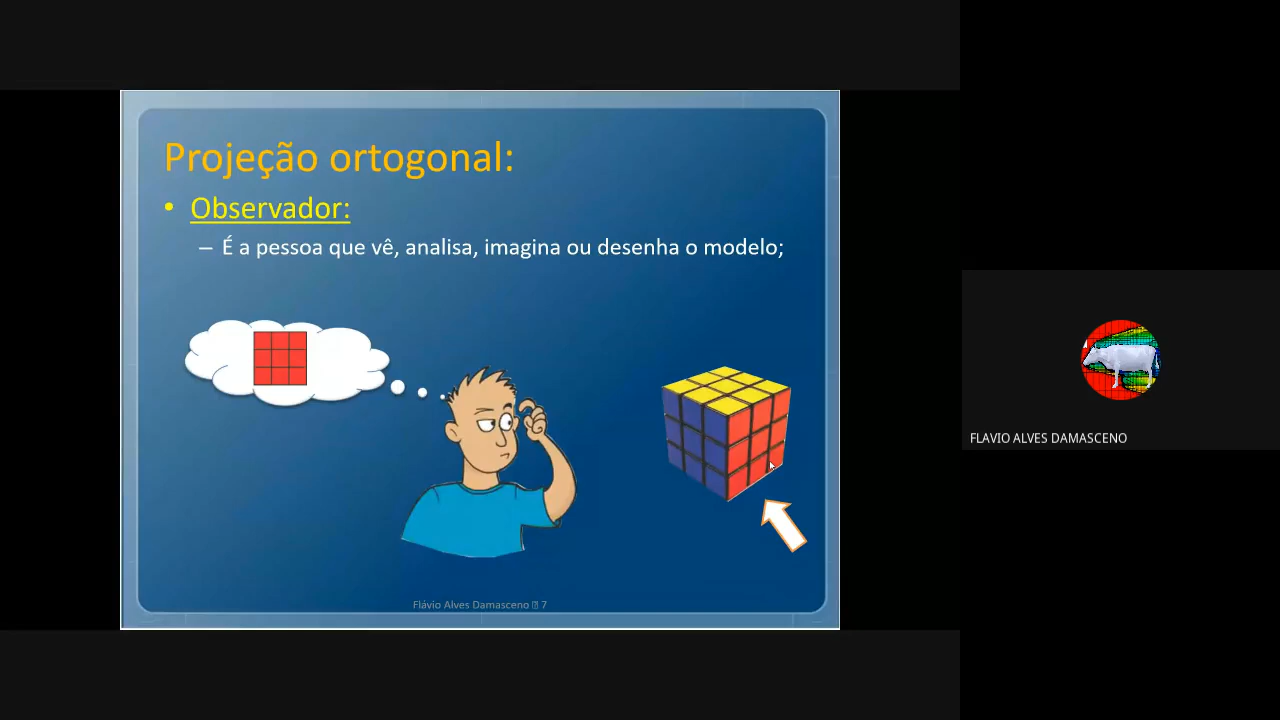 Projeção ortogonal:
• Observador:
– É a pessoa que vê, analisa, imagina ou desenha o modelo;
Flávio Alves Damasceno 7
FLAVIO ALVES DAMASCENO